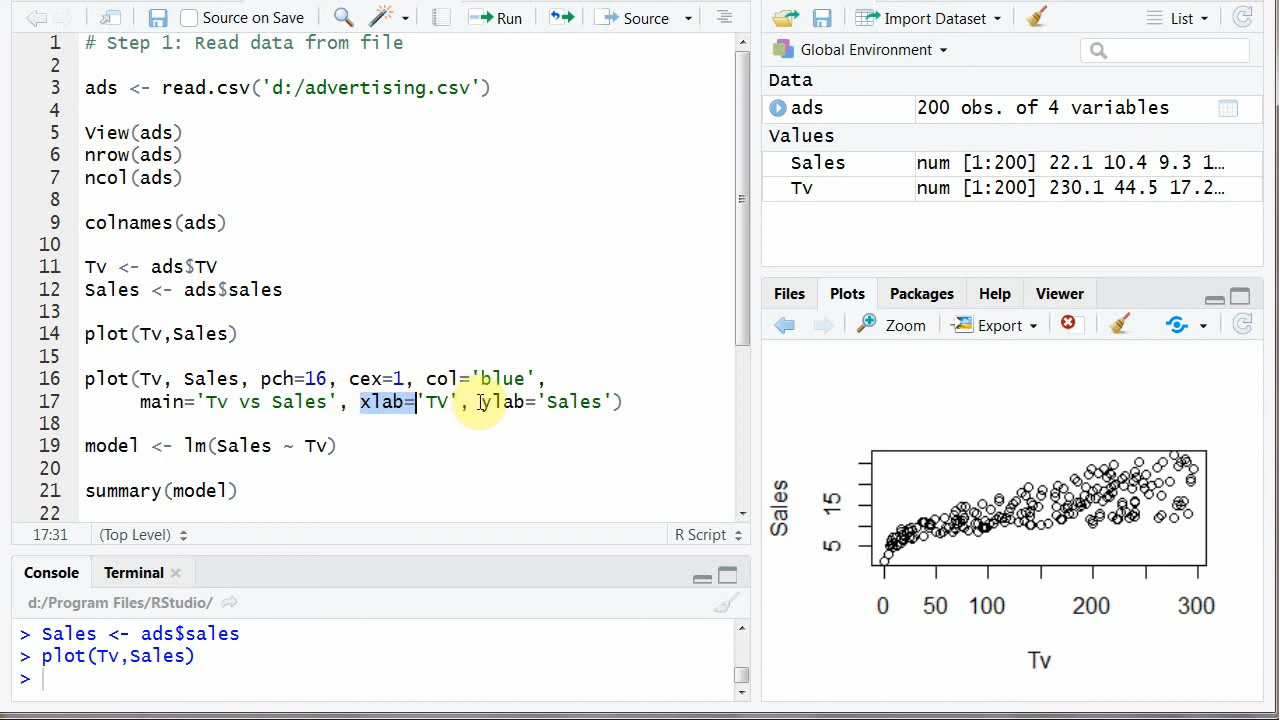 Source on Save Run Source
1 # Step 1: Read data from file
2
3 ads <- read.csv('d:/advertising.csv')
4
5 View(ads)
6 nrow(ads)
7 ncol(ads)
8
9 colnames(ads)
10
11 Tv <- ads$TV
12 Sales <- ads$sales
13
14 plot(Tv,Sales)
15
16 plot(Tv, Sales, pch=16, cex=1, col='blue',
17 main='Tv vs Sales', xlab='TV', ylab='Sales')
18
19 model <- lm(Sales ~ Tv)
20
21 summary(model)
22
17:31 (Top Level) R Script
Console Terminal
d:/Program Files/RStudio/
> Sales <- ads$sales
> plot(Tv,Sales)
>
Import Dataset List
Global Environment
Data
ads 200 obs. of 4 variables
Values
Sales num [1:200] 22.1 10.4 9.3 1…
Tv num [1:200] 230.1 44.5 17.2…
Files Plots Packages Help Viewer
Zoom Export
Sales
15
5
0 50 100 200 300
Tv